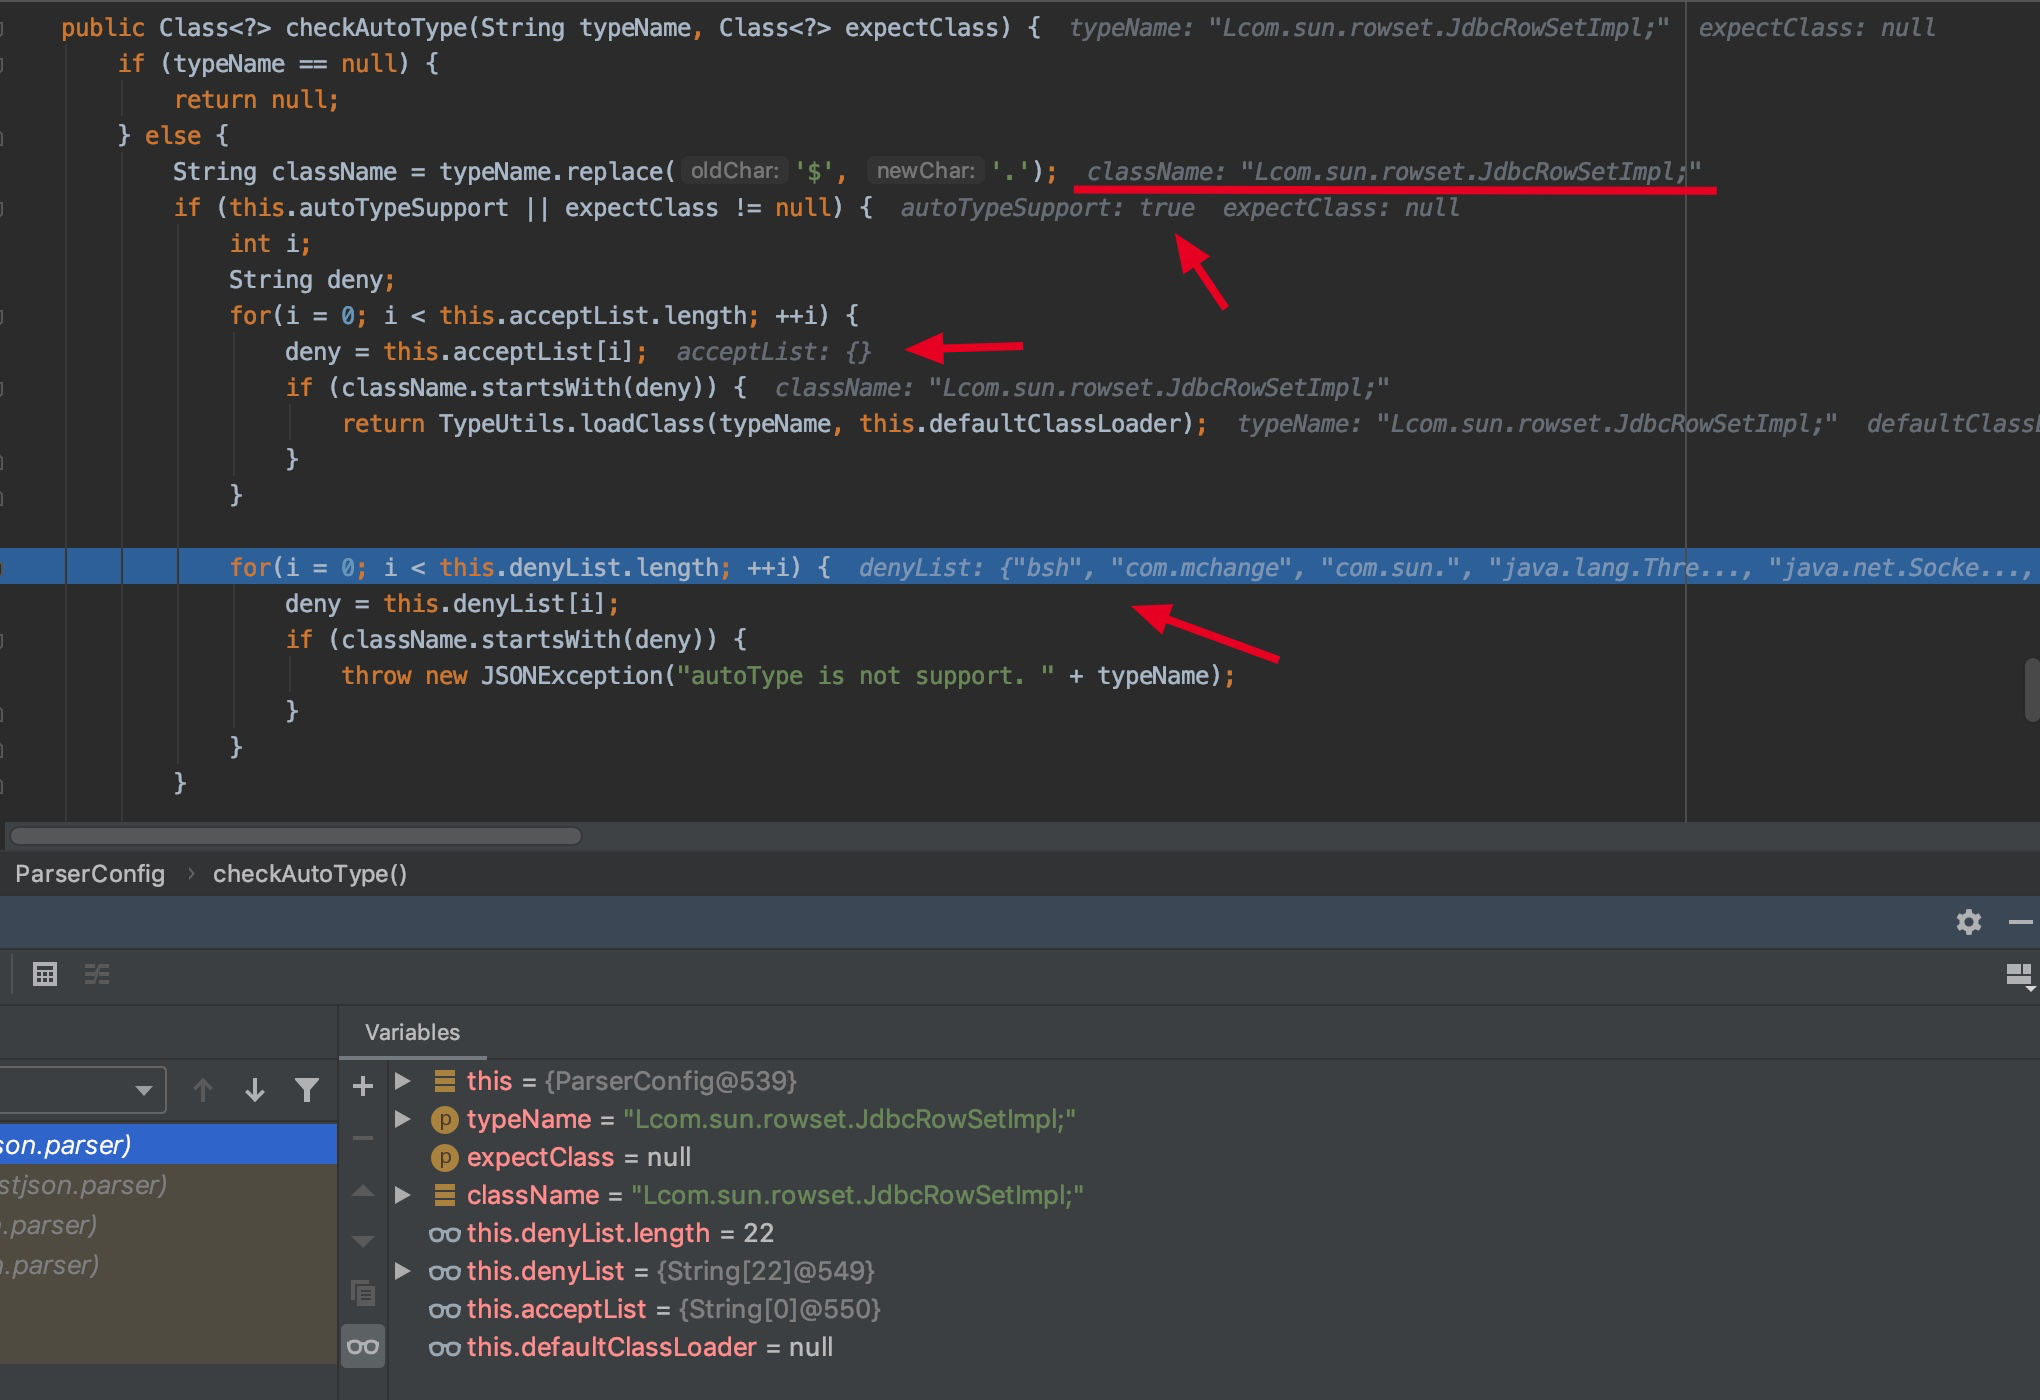 public Class<?> checkAutoType(String typeName, Class<?> expectClass) { typeName: "Lcom.sun.rowset.JdbcRowSetImpl;" expectClass: null
if (typeName == null) {
return null;
} else {
String className = typeName.replace( oldChar: '$', newChar: '.'); className: "Lcom.sun.rowset.JdbcRowSetImpl;"
if (this.autoTypeSupport || expectClass != null) { autoTypeSupport: true expectClass: null
int i;
String deny;
for(i = 0; i < this.acceptList.length; ++i) {
deny = this.acceptList[i]; acceptList: {}
if (className.startsWith(deny)) { className: "Lcom.sun.rowset.JdbcRowSetImpl;"
return TypeUtils.loadClass(typeName, this.defaultClassLoader); typeName: "Lcom.sun.rowset.JdbcRowSetImpl;" defaultClassL
}
}
for(i = 0; i < this.denyList.length; ++i) { denyList: {"bsh", "com.mchange", "com.sun.", "java.lang.Thre..., "java.net.Socke...,
deny = this.denyList[i];
if (className.startsWith(deny)) {
throw new JSONException("autoType is not support. " + typeName);
}
}
}
ParserConfig › checkAutoType()
Variables
son.parser)
stjson.parser)
.parser)
.parser)
this = {ParserConfig@539}
typeName = "Lcom.sun.rowset.JdbcRowSetImpl;"
expectClass = null
className = "Lcom.sun.rowset.JdbcRowSetImpl;"
this.denyList.length = 22
this.denyList = {String[22]@549}
this.acceptList = {String[0]@550}
this.defaultClassLoader = null